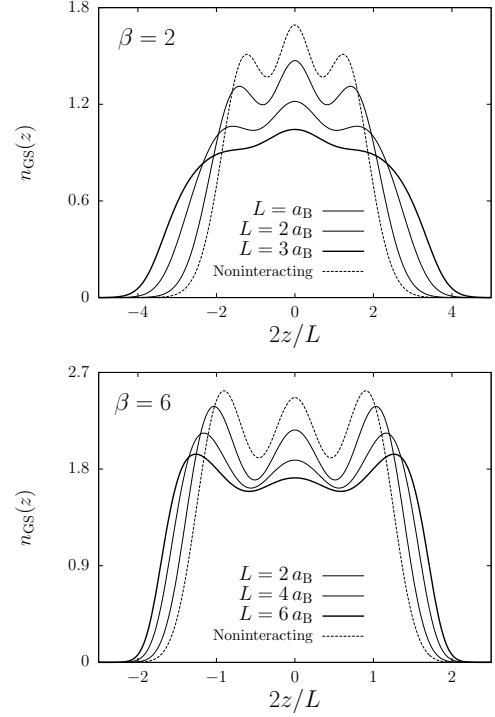 1.8
β = 2
1.2
n_GS(z)
0.6
L = a_B
L = 2 a_B
L = 3 a_B
Noninteracting
0
−4 −2 0 2 4
2z/L
2.7
β = 6
1.8
n_GS(z)
0.9
L = 2 a_B
L = 4 a_B
L = 6 a_B
Noninteracting
0
−2 −1 0 1 2
2z/L